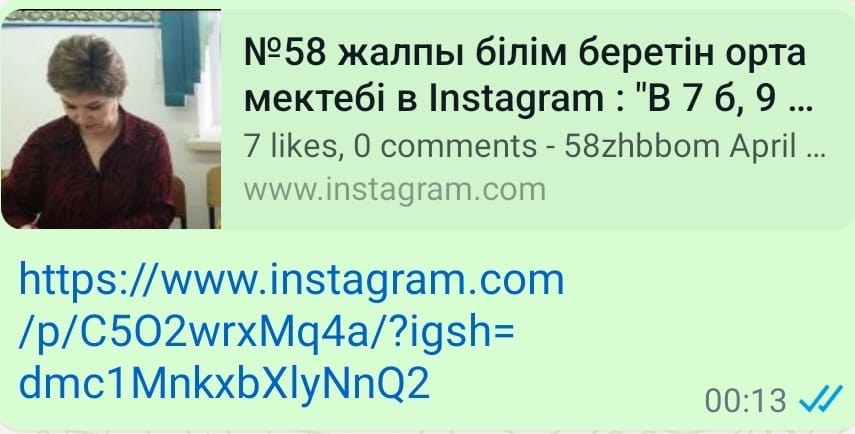 №58 жалпы білім беретін орта
мектебі в Instagram : "В 7 б, 9 ...
7 likes, 0 comments - 58zhbbom April ...
www.instagram.com
https://www.instagram.com
/p/C5O2wrxMq4a/?igsh=
dmc1MnkxbXlyNnQ2
00:13